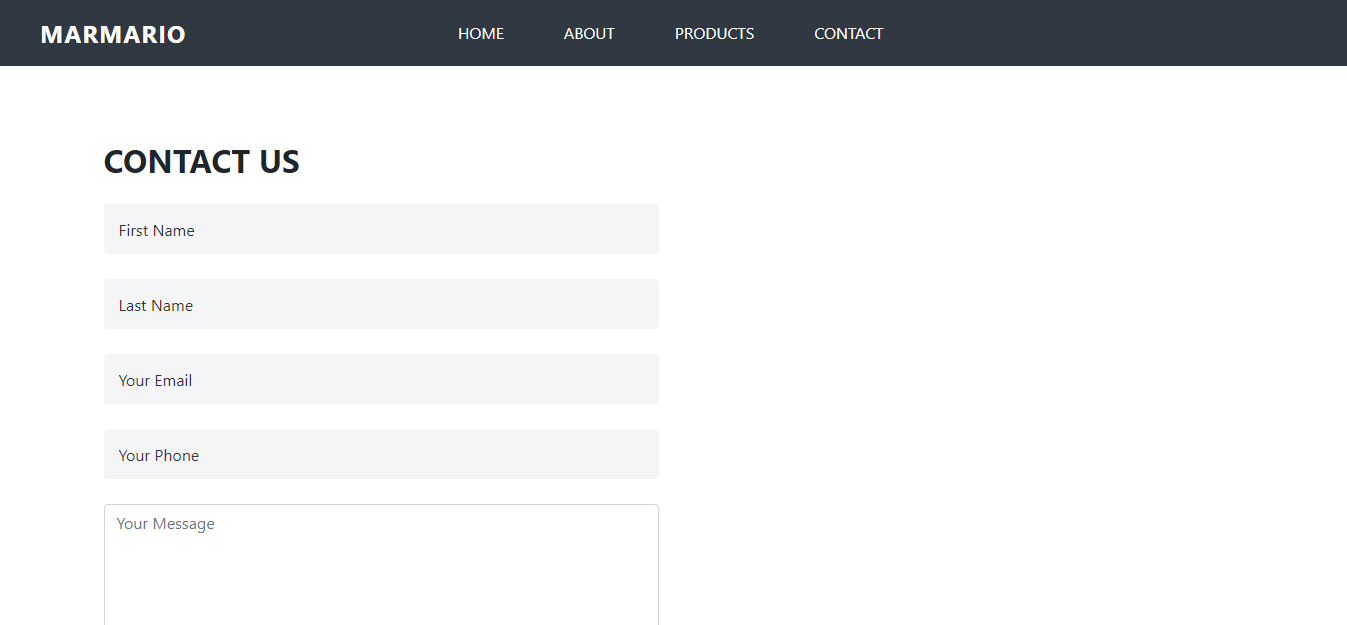 MARMARIO HOME ABOUT PRODUCTS CONTACT
CONTACT US
First Name
Last Name
Your Email
Your Phone
Your Message